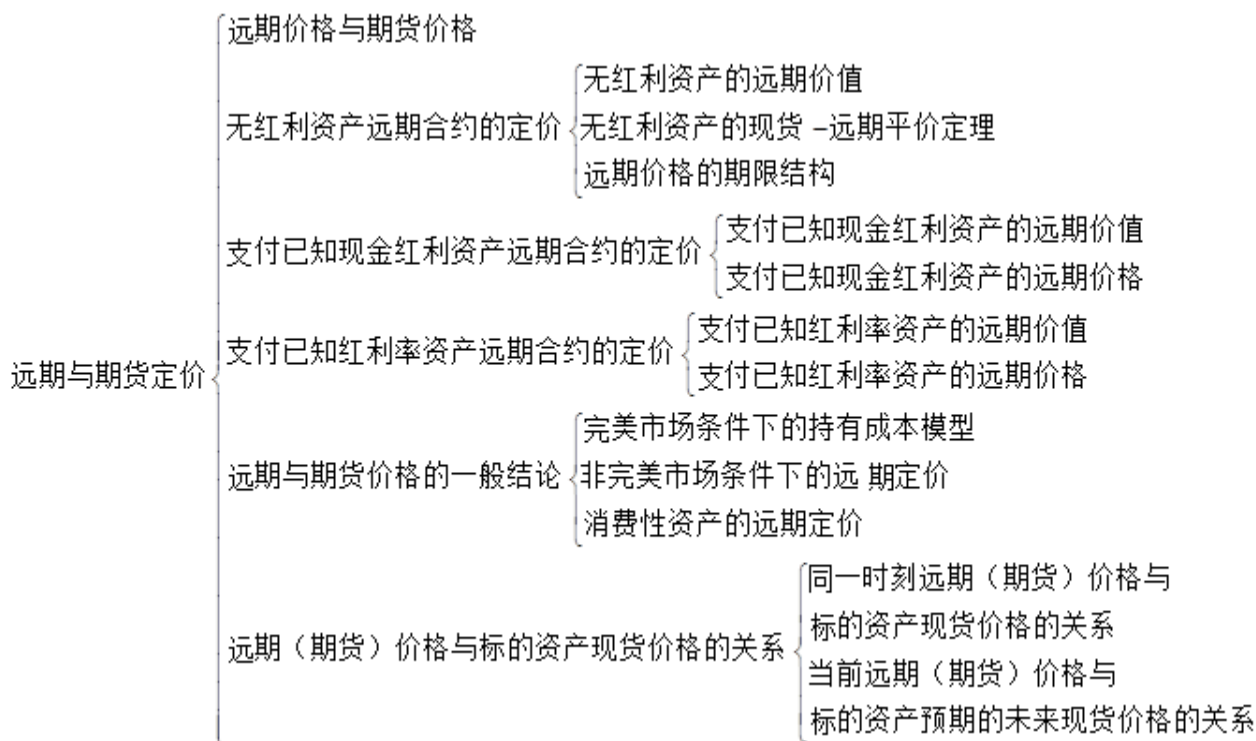 远期价格与期货价格
无红利资产的远期价值
无红利资产远期合约的定价
无红利资产的现货 -远期平价定理
远期价格的期限结构
支付已知现金红利资产的远期价值
支付已知现金红利资产远期合约的定价
支付已知现金红利资产的远期价格
支付已知红利率资产的远期价值
支付已知红利率资产远期合约的定价
远期与期货定价
支付已知红利率资产的远期价格
完美市场条件下的持有成本模型
远期与期货价格的一般结论
非完美市场条件下的远 期定价
消费性资产的远期定价
同一时刻远期（期货）价格与
标的资产现货价格的关系
远期（期货）价格与标的资产现货价格的关系
当前远期（期货）价格与
标的资产预期的未来现货价格的关系